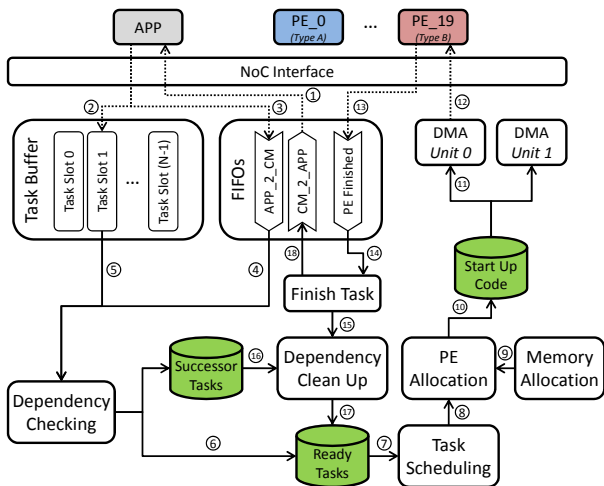 APP
PE_0
(Type A)
...
PE_19
(Type B)
NoC Interface
①
②
③
⑬
⑫
Task Buffer
Task Slot 0
Task Slot 1
...
Task Slot (N-1)
FIFOs
APP_2_CM
CM_2_APP
PE Finished
DMA
Unit 0
DMA
Unit 1
⑪
⑤
④
⑱
⑭
Start Up
Code
Finish Task
⑩
⑮
Successor
Tasks
⑯
Dependency
Clean Up
PE
Allocation
⑨
Memory
Allocation
Dependency
Checking
⑰
⑧
⑥
Ready
Tasks
⑦
Task
Scheduling